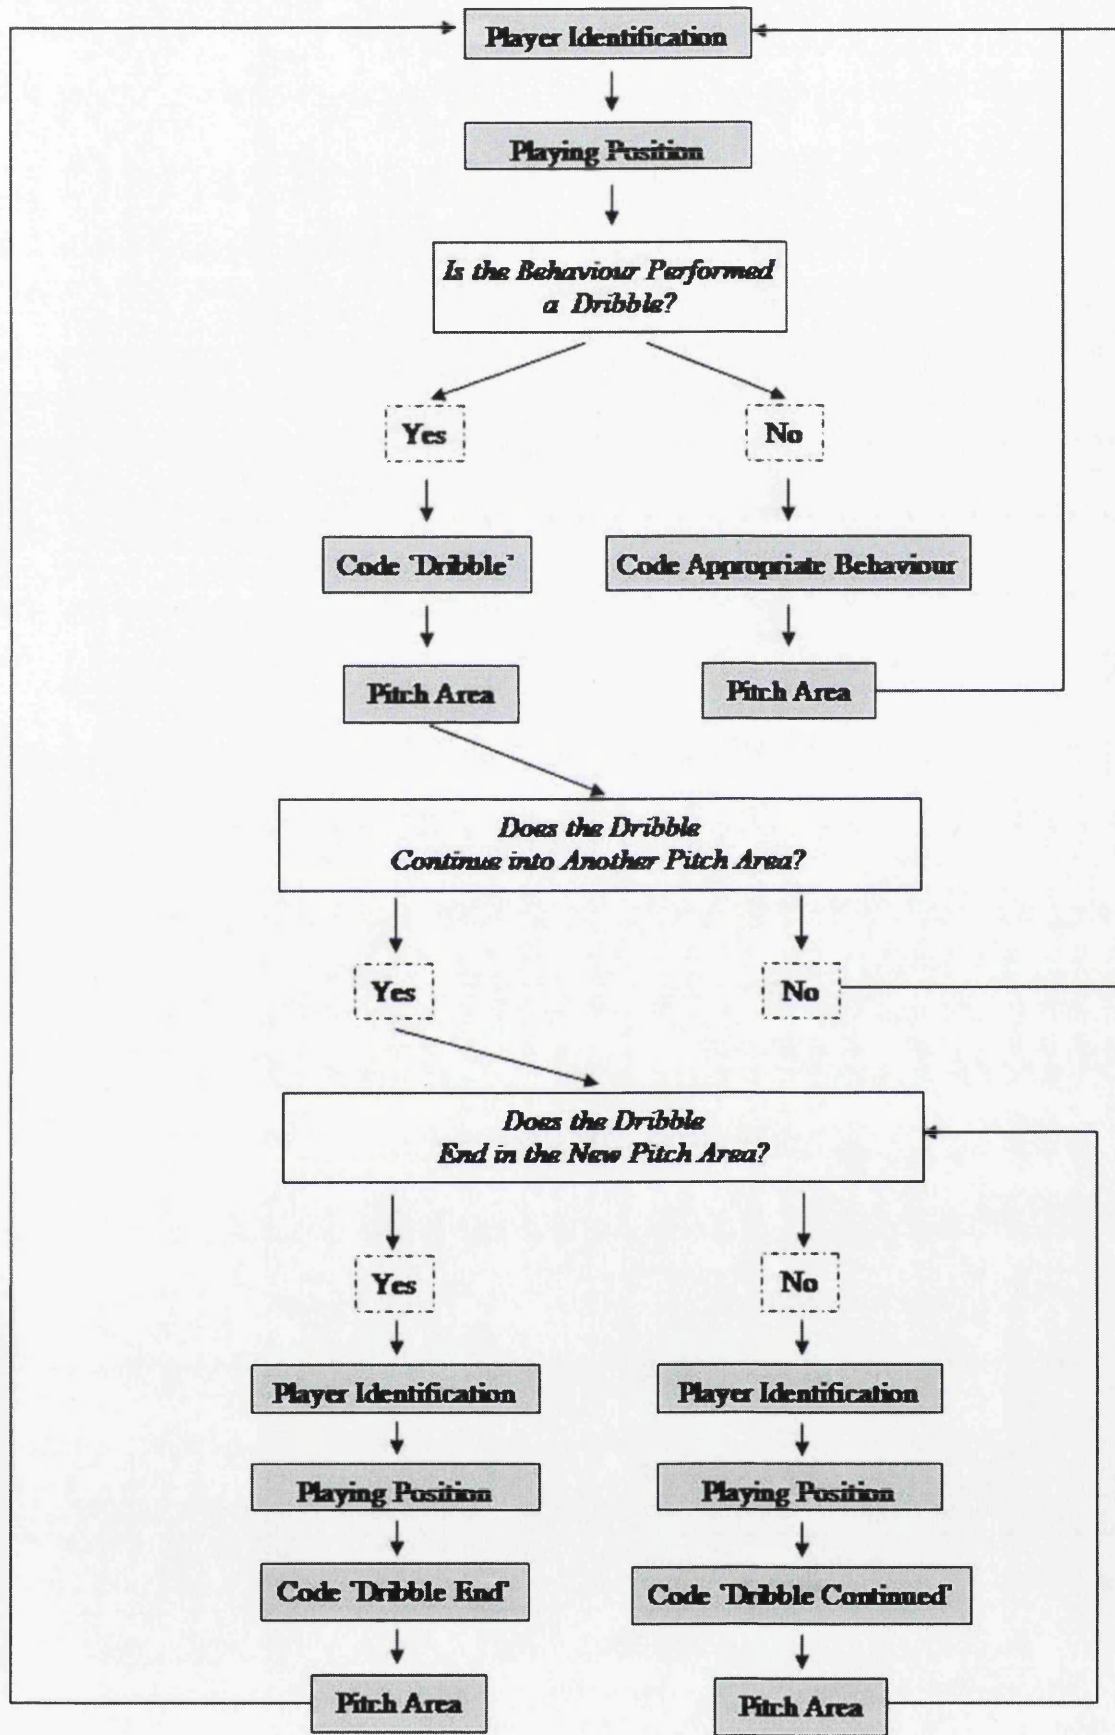 Player Identification
Playing Position
Is the Behaviour Performed
a Dribble?
Yes
No
Code 'Dribble'
Code Appropriate Behaviour
Pitch Area
Pitch Area
Does the Dribble
Continue into Another Pitch Area?
Yes
No
Does the Dribble
End in the New Pitch Area?
Yes
No
Player Identification
Player Identification
Playing Position
Playing Position
Code 'Dribble End'
Code 'Dribble Continued'
Pitch Area
Pitch Area